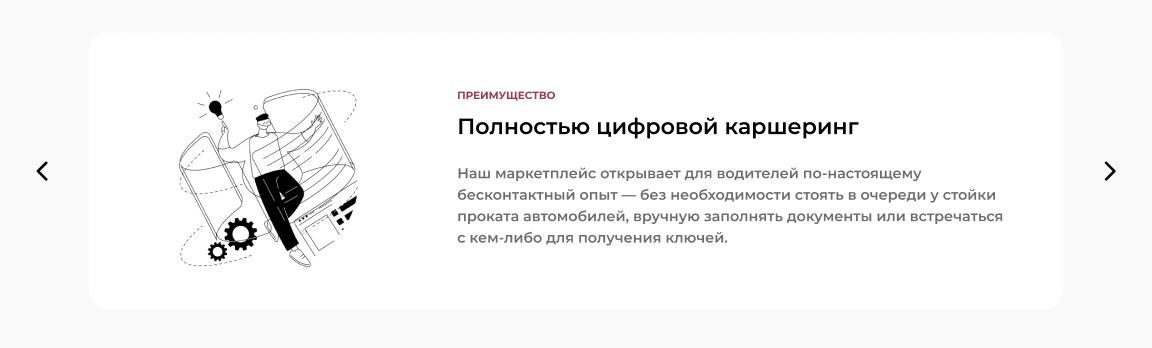 ПРЕИМУЩЕСТВО
Полностью цифровой каршеринг
Наш маркетплейс открывает для водителей по-настоящему
бесконтактный опыт — без необходимости стоять в очереди у стойки
проката автомобилей, вручную заполнять документы или встречаться
с кем-либо для получения ключей.